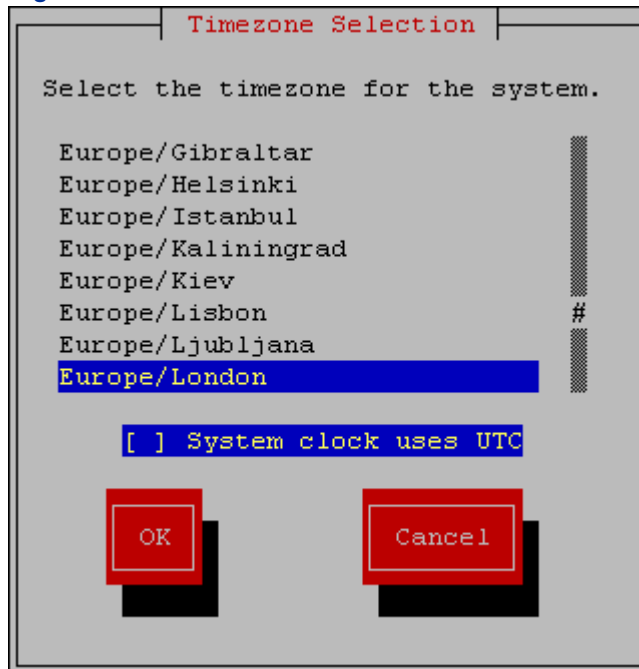 Timezone Selection
Select the timezone for the system.
Europe/Gibraltar
Europe/Helsinki
Europe/Istanbul
Europe/Kaliningrad
Europe/Kiev
Europe/Lisbon #
Europe/Ljubljana
Europe/London
[ ] System clock uses UTC
OK Cancel